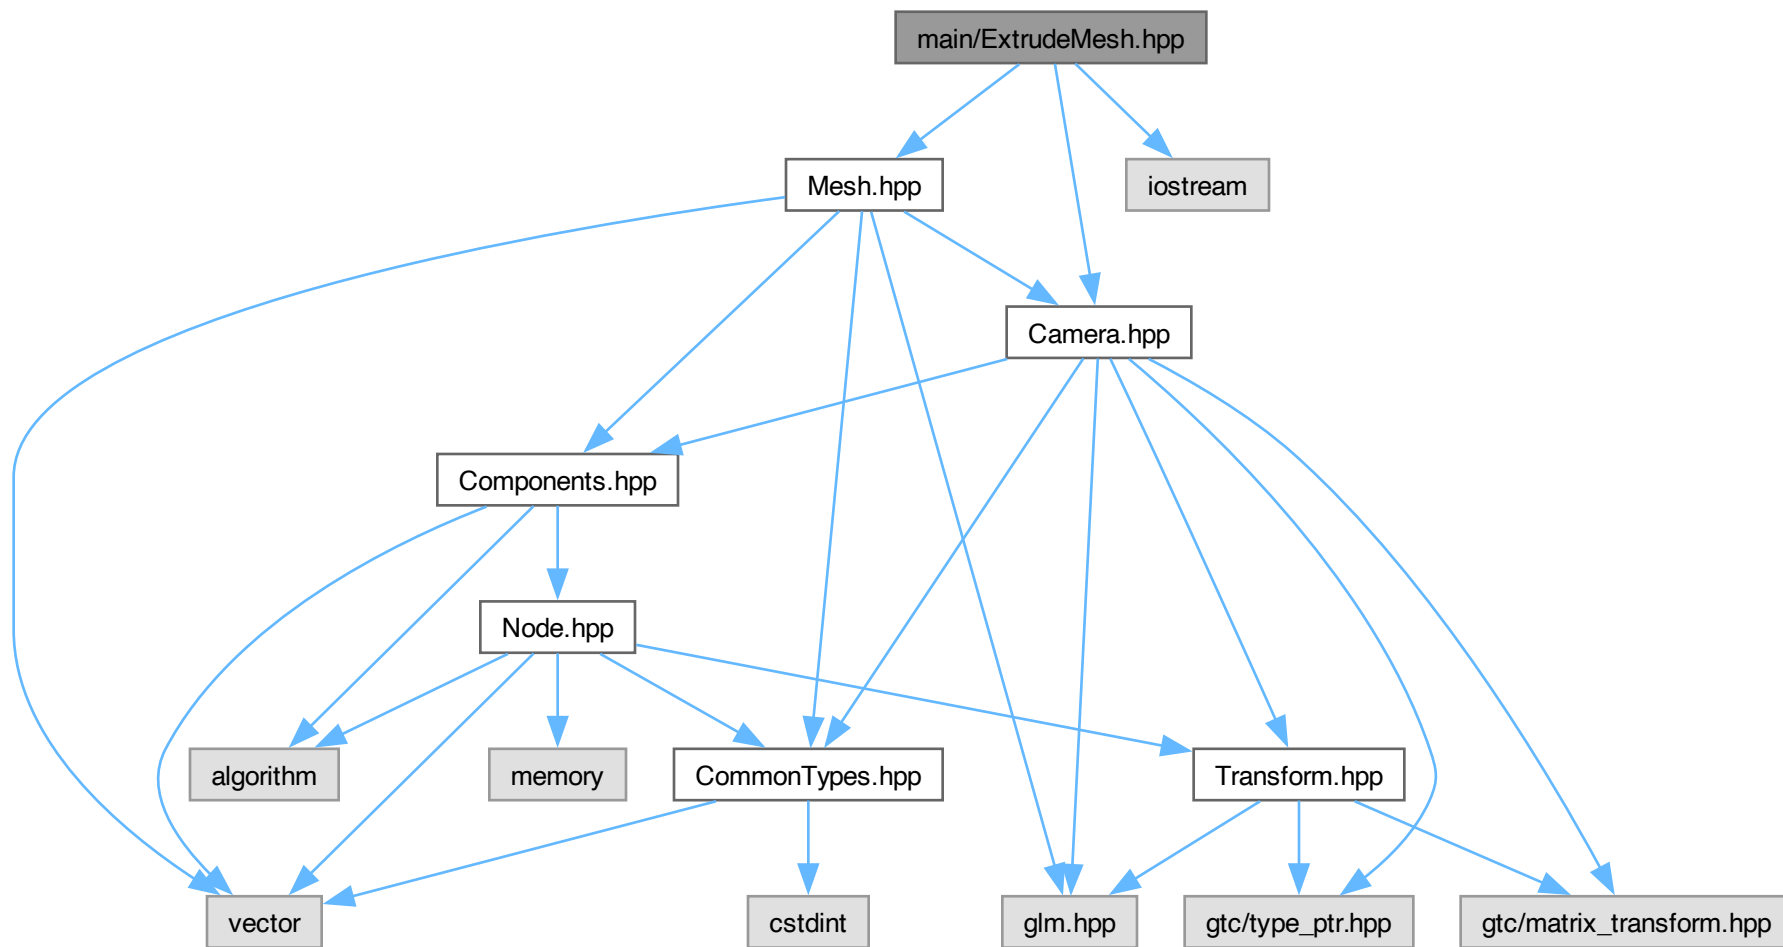 main/ExtrudeMesh.hpp
Mesh.hpp
iostream
Camera.hpp
Components.hpp
Node.hpp
algorithm
memory
CommonTypes.hpp
Transform.hpp
vector
cstdint
glm.hpp
gtc/type_ptr.hpp
gtc/matrix_transform.hpp